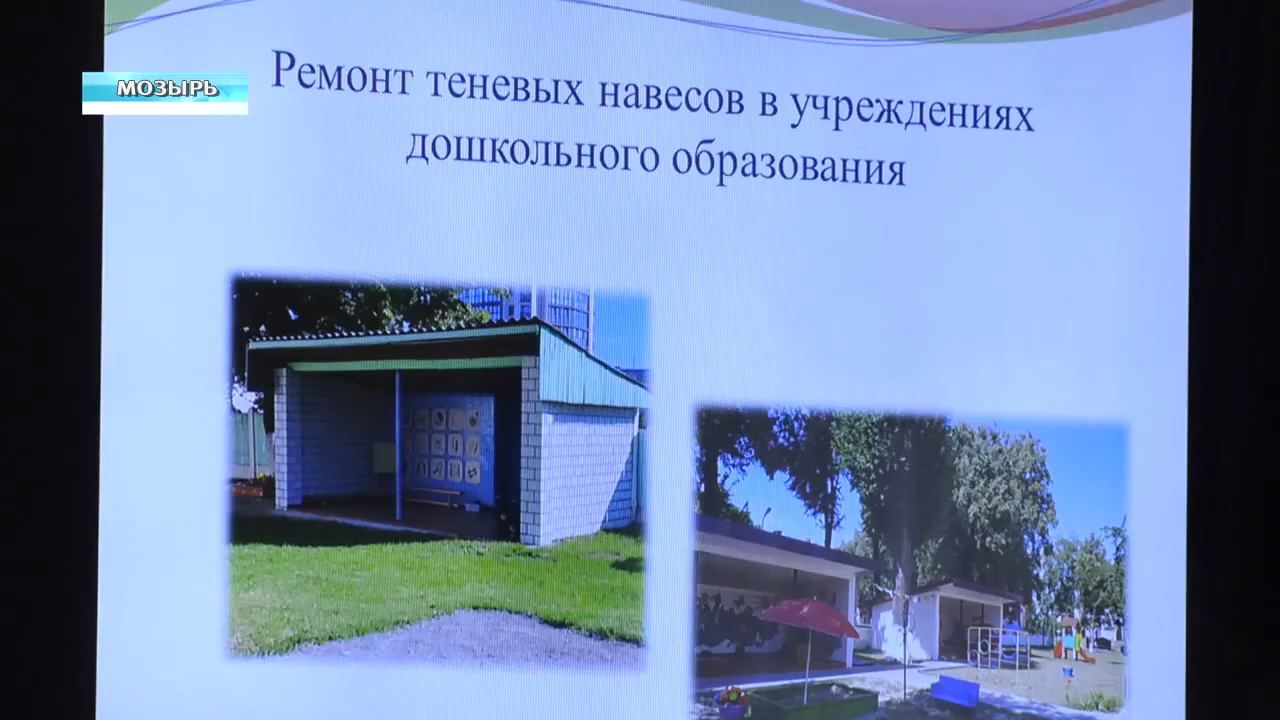 МОЗЫРЬ
Ремонт теневых навесов в учреждениях
дошкольного образования